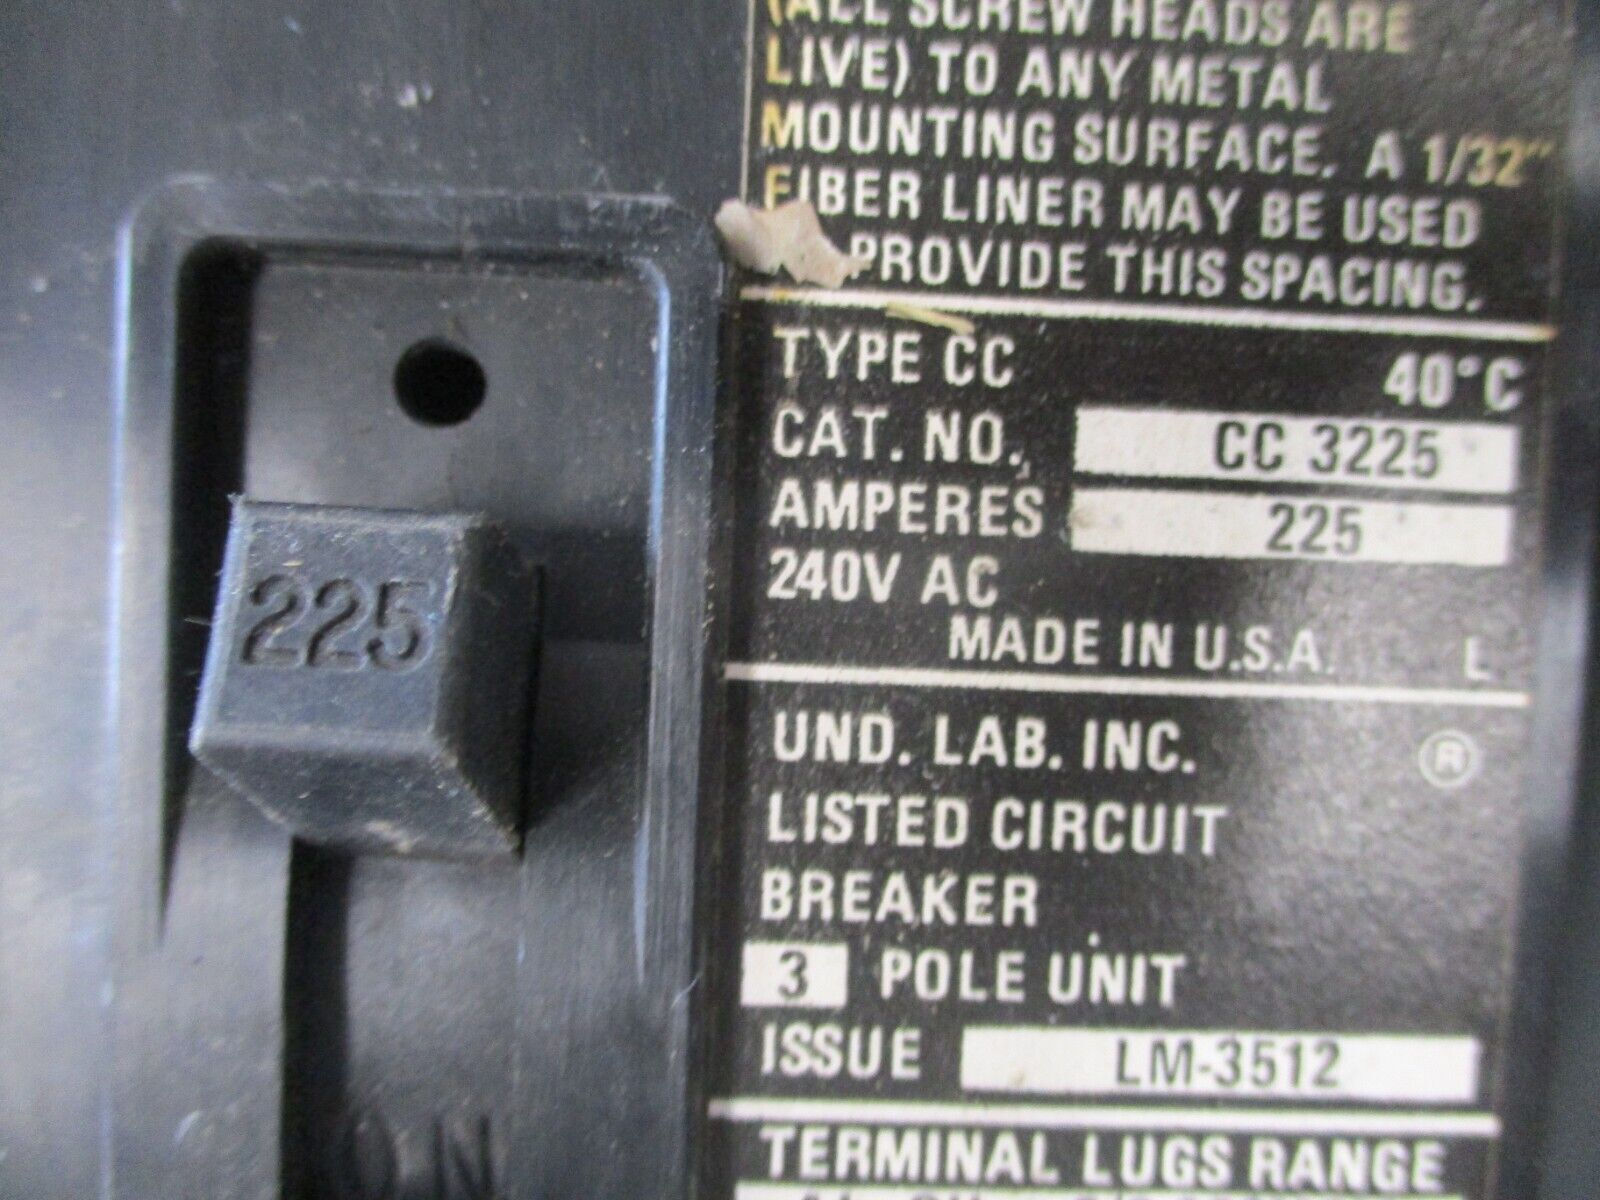 (ALL SCREW HEADS ARE
LIVE) TO ANY METAL
MOUNTING SURFACE. A 1/32"
FIBER LINER MAY BE USED
PROVIDE THIS SPACING.
TYPE CC 40°C
CAT. NO. CC 3225
AMPERES 225
240V AC
MADE IN U.S.A. L
UND. LAB. INC. ®
LISTED CIRCUIT
BREAKER
3 POLE UNIT
ISSUE LM-3512
TERMINAL LUGS RANGE
225
ON